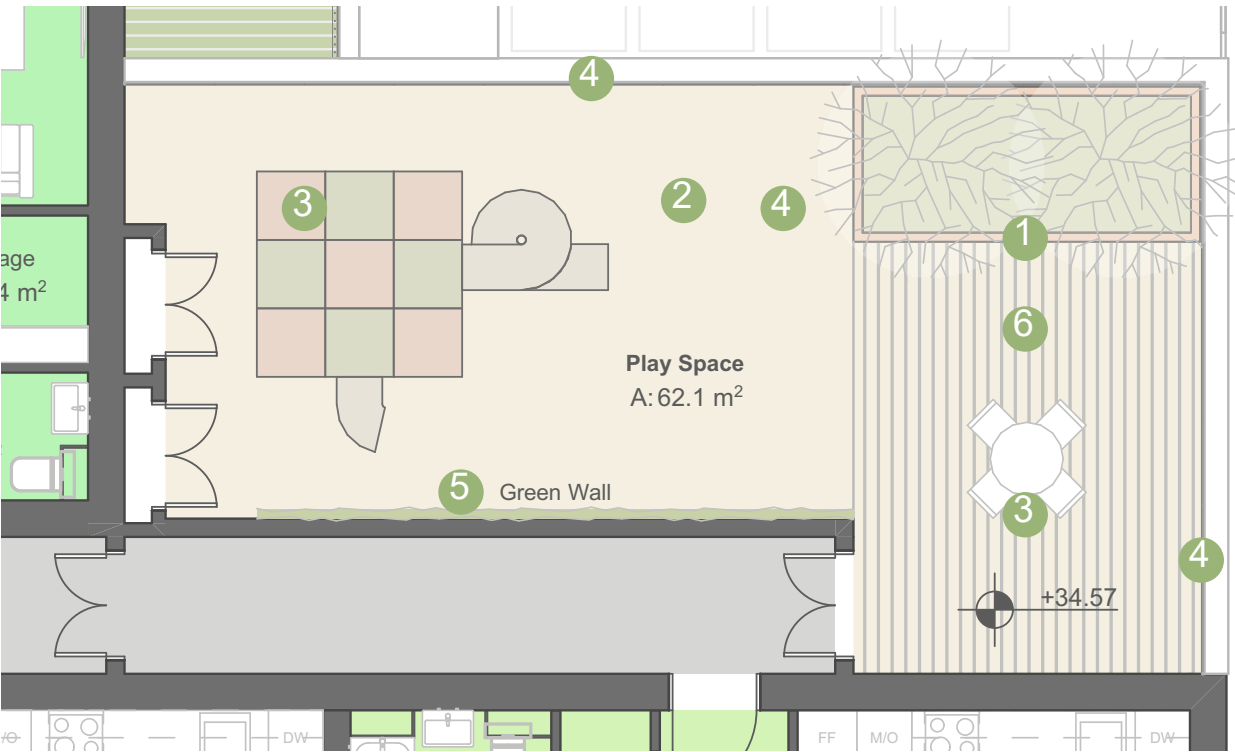 4
3
2
4
1
age
4 m²
6
Play Space
A: 62.1 m²
5
Green Wall
3
4
+34.57
/O
DW
FF
M/O
DW